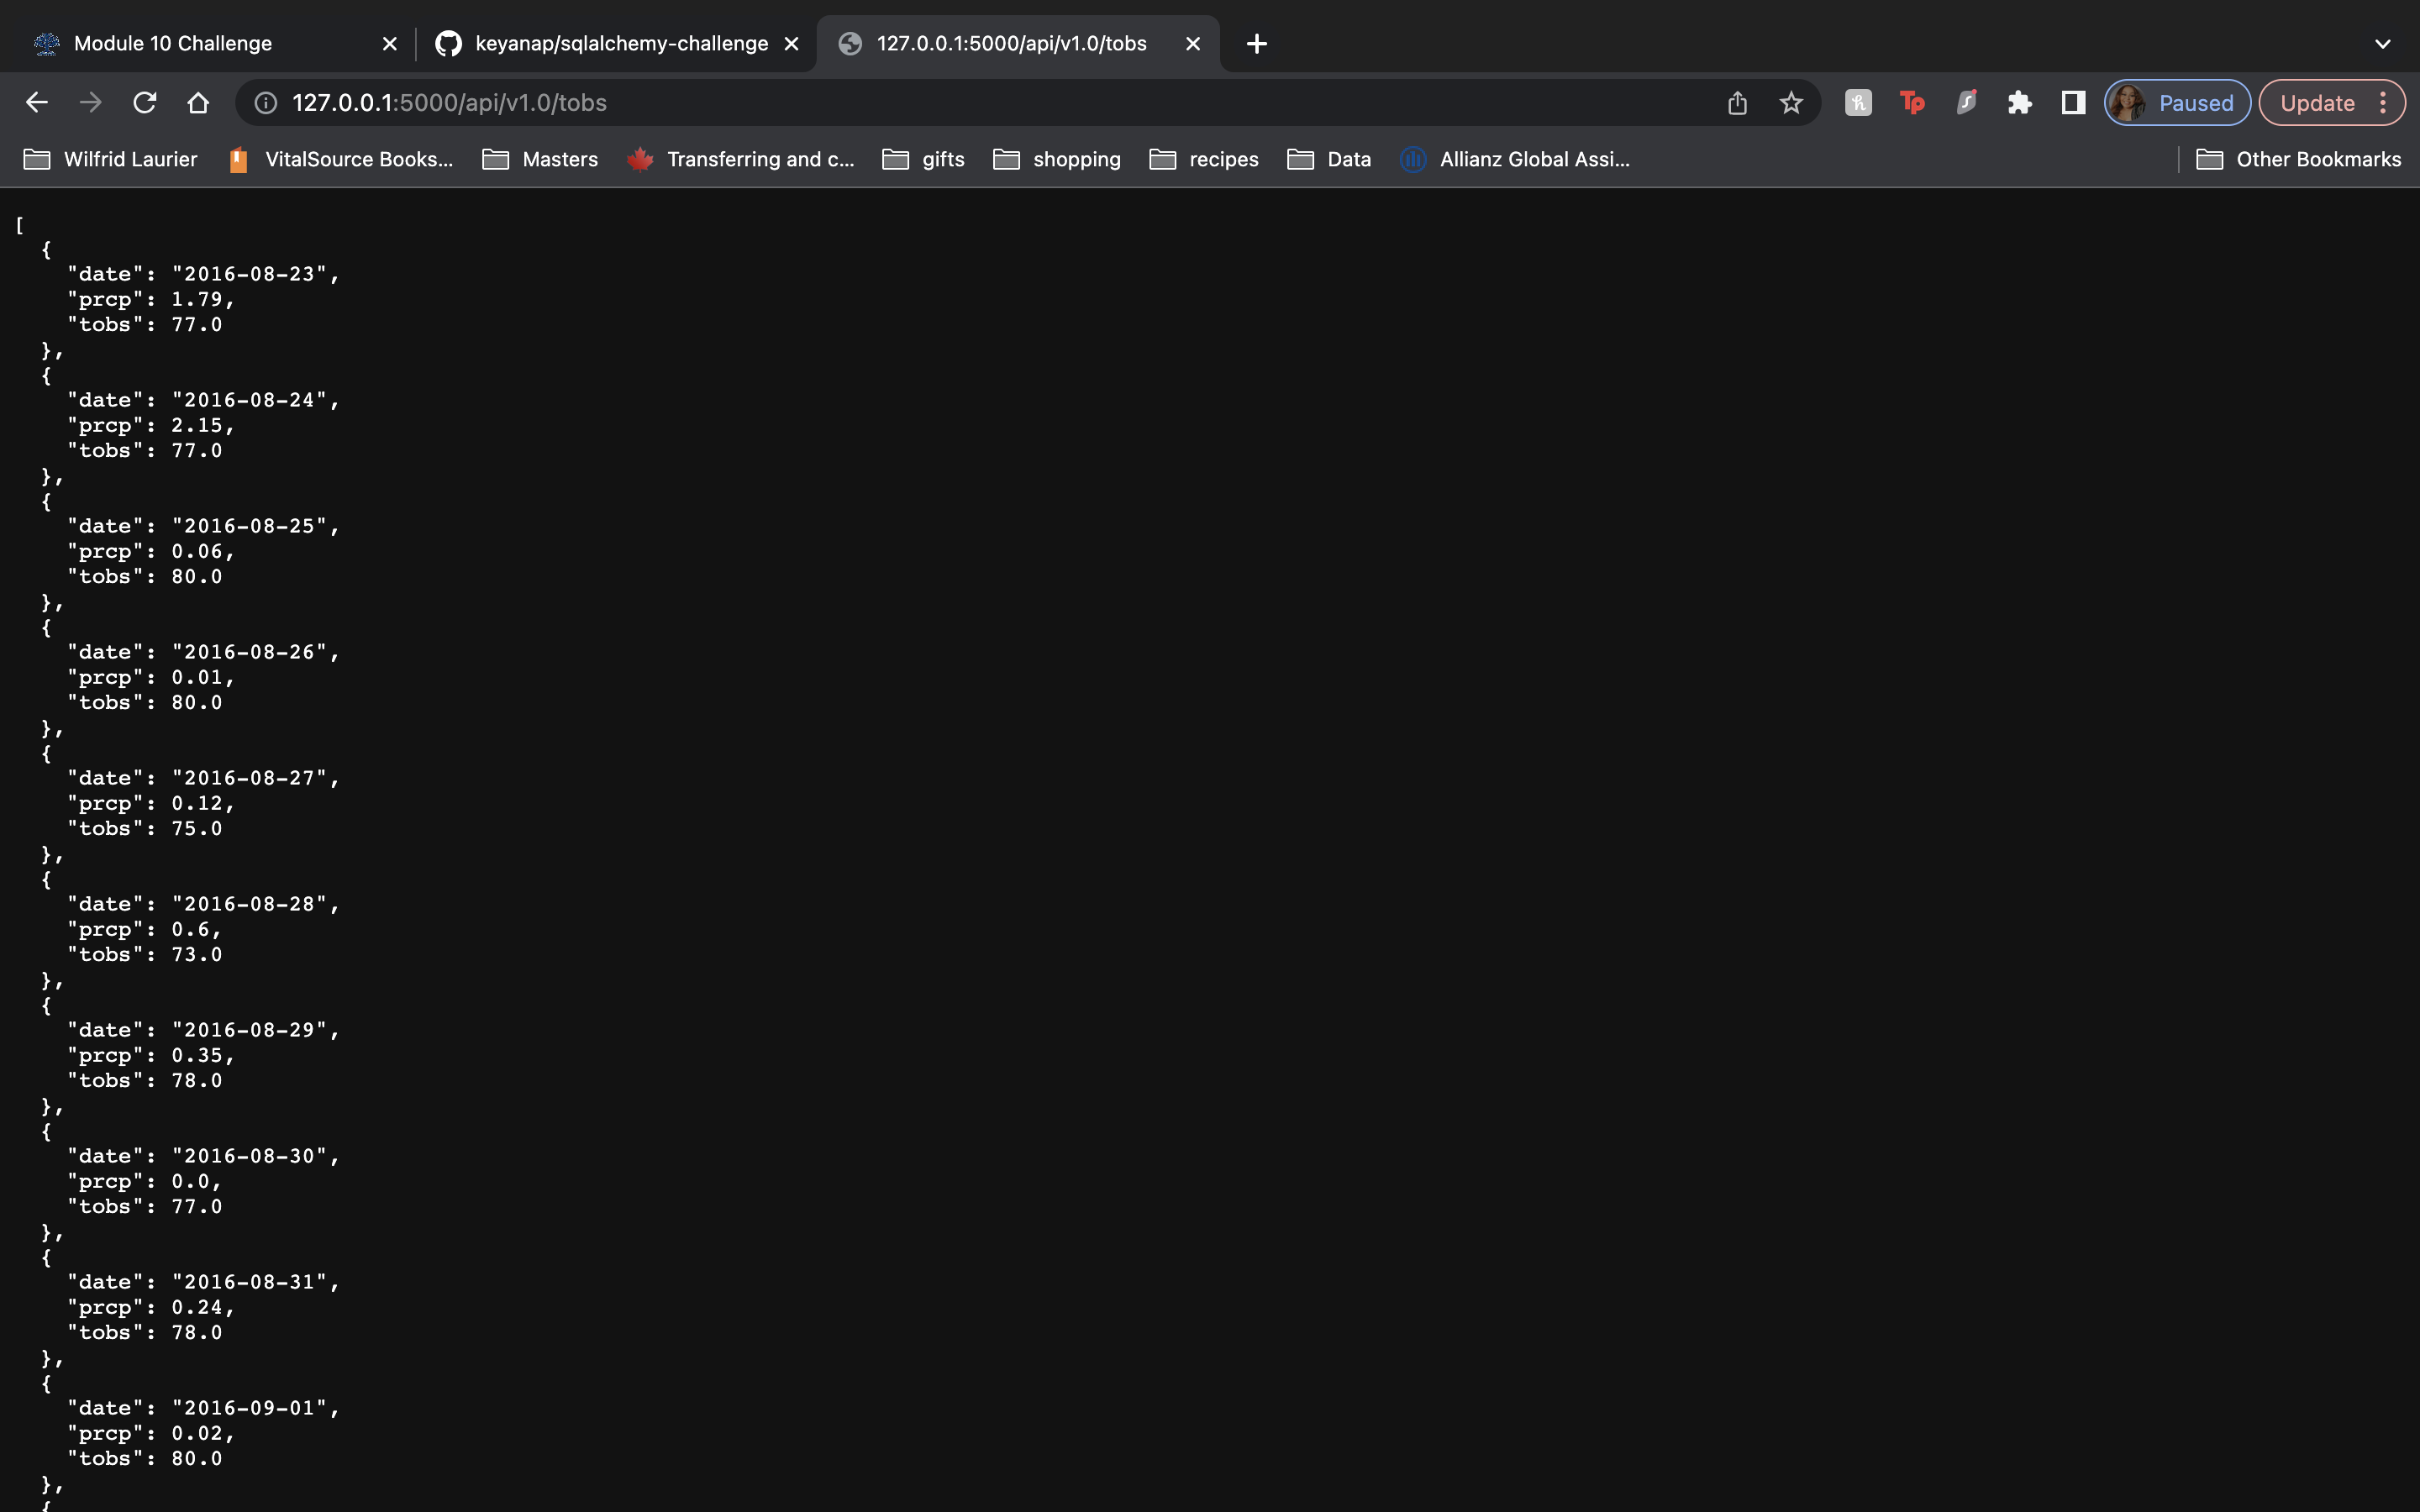 Module 10 Challenge
keyanap/sqlalchemy-challenge
127.0.0.1:5000/api/v1.0/tobs
127.0.0.1:5000/api/v1.0/tobs
Tp
Paused
Update
Wilfrid Laurier
VitalSource Books...
Masters
Transferring and c...
gifts
shopping
recipes
Data
Allianz Global Assi...
Other Bookmarks
[
{
"date": "2016-08-23",
"prcp": 1.79,
"tobs": 77.0
},
{
"date": "2016-08-24",
"prcp": 2.15,
"tobs": 77.0
},
{
"date": "2016-08-25",
"prcp": 0.06,
"tobs": 80.0
},
{
"date": "2016-08-26",
"prcp": 0.01,
"tobs": 80.0
},
{
"date": "2016-08-27",
"prcp": 0.12,
"tobs": 75.0
},
{
"date": "2016-08-28",
"prcp": 0.6,
"tobs": 73.0
},
{
"date": "2016-08-29",
"prcp": 0.35,
"tobs": 78.0
},
{
"date": "2016-08-30",
"prcp": 0.0,
"tobs": 77.0
},
{
"date": "2016-08-31",
"prcp": 0.24,
"tobs": 78.0
},
{
"date": "2016-09-01",
"prcp": 0.02,
"tobs": 80.0
},
{